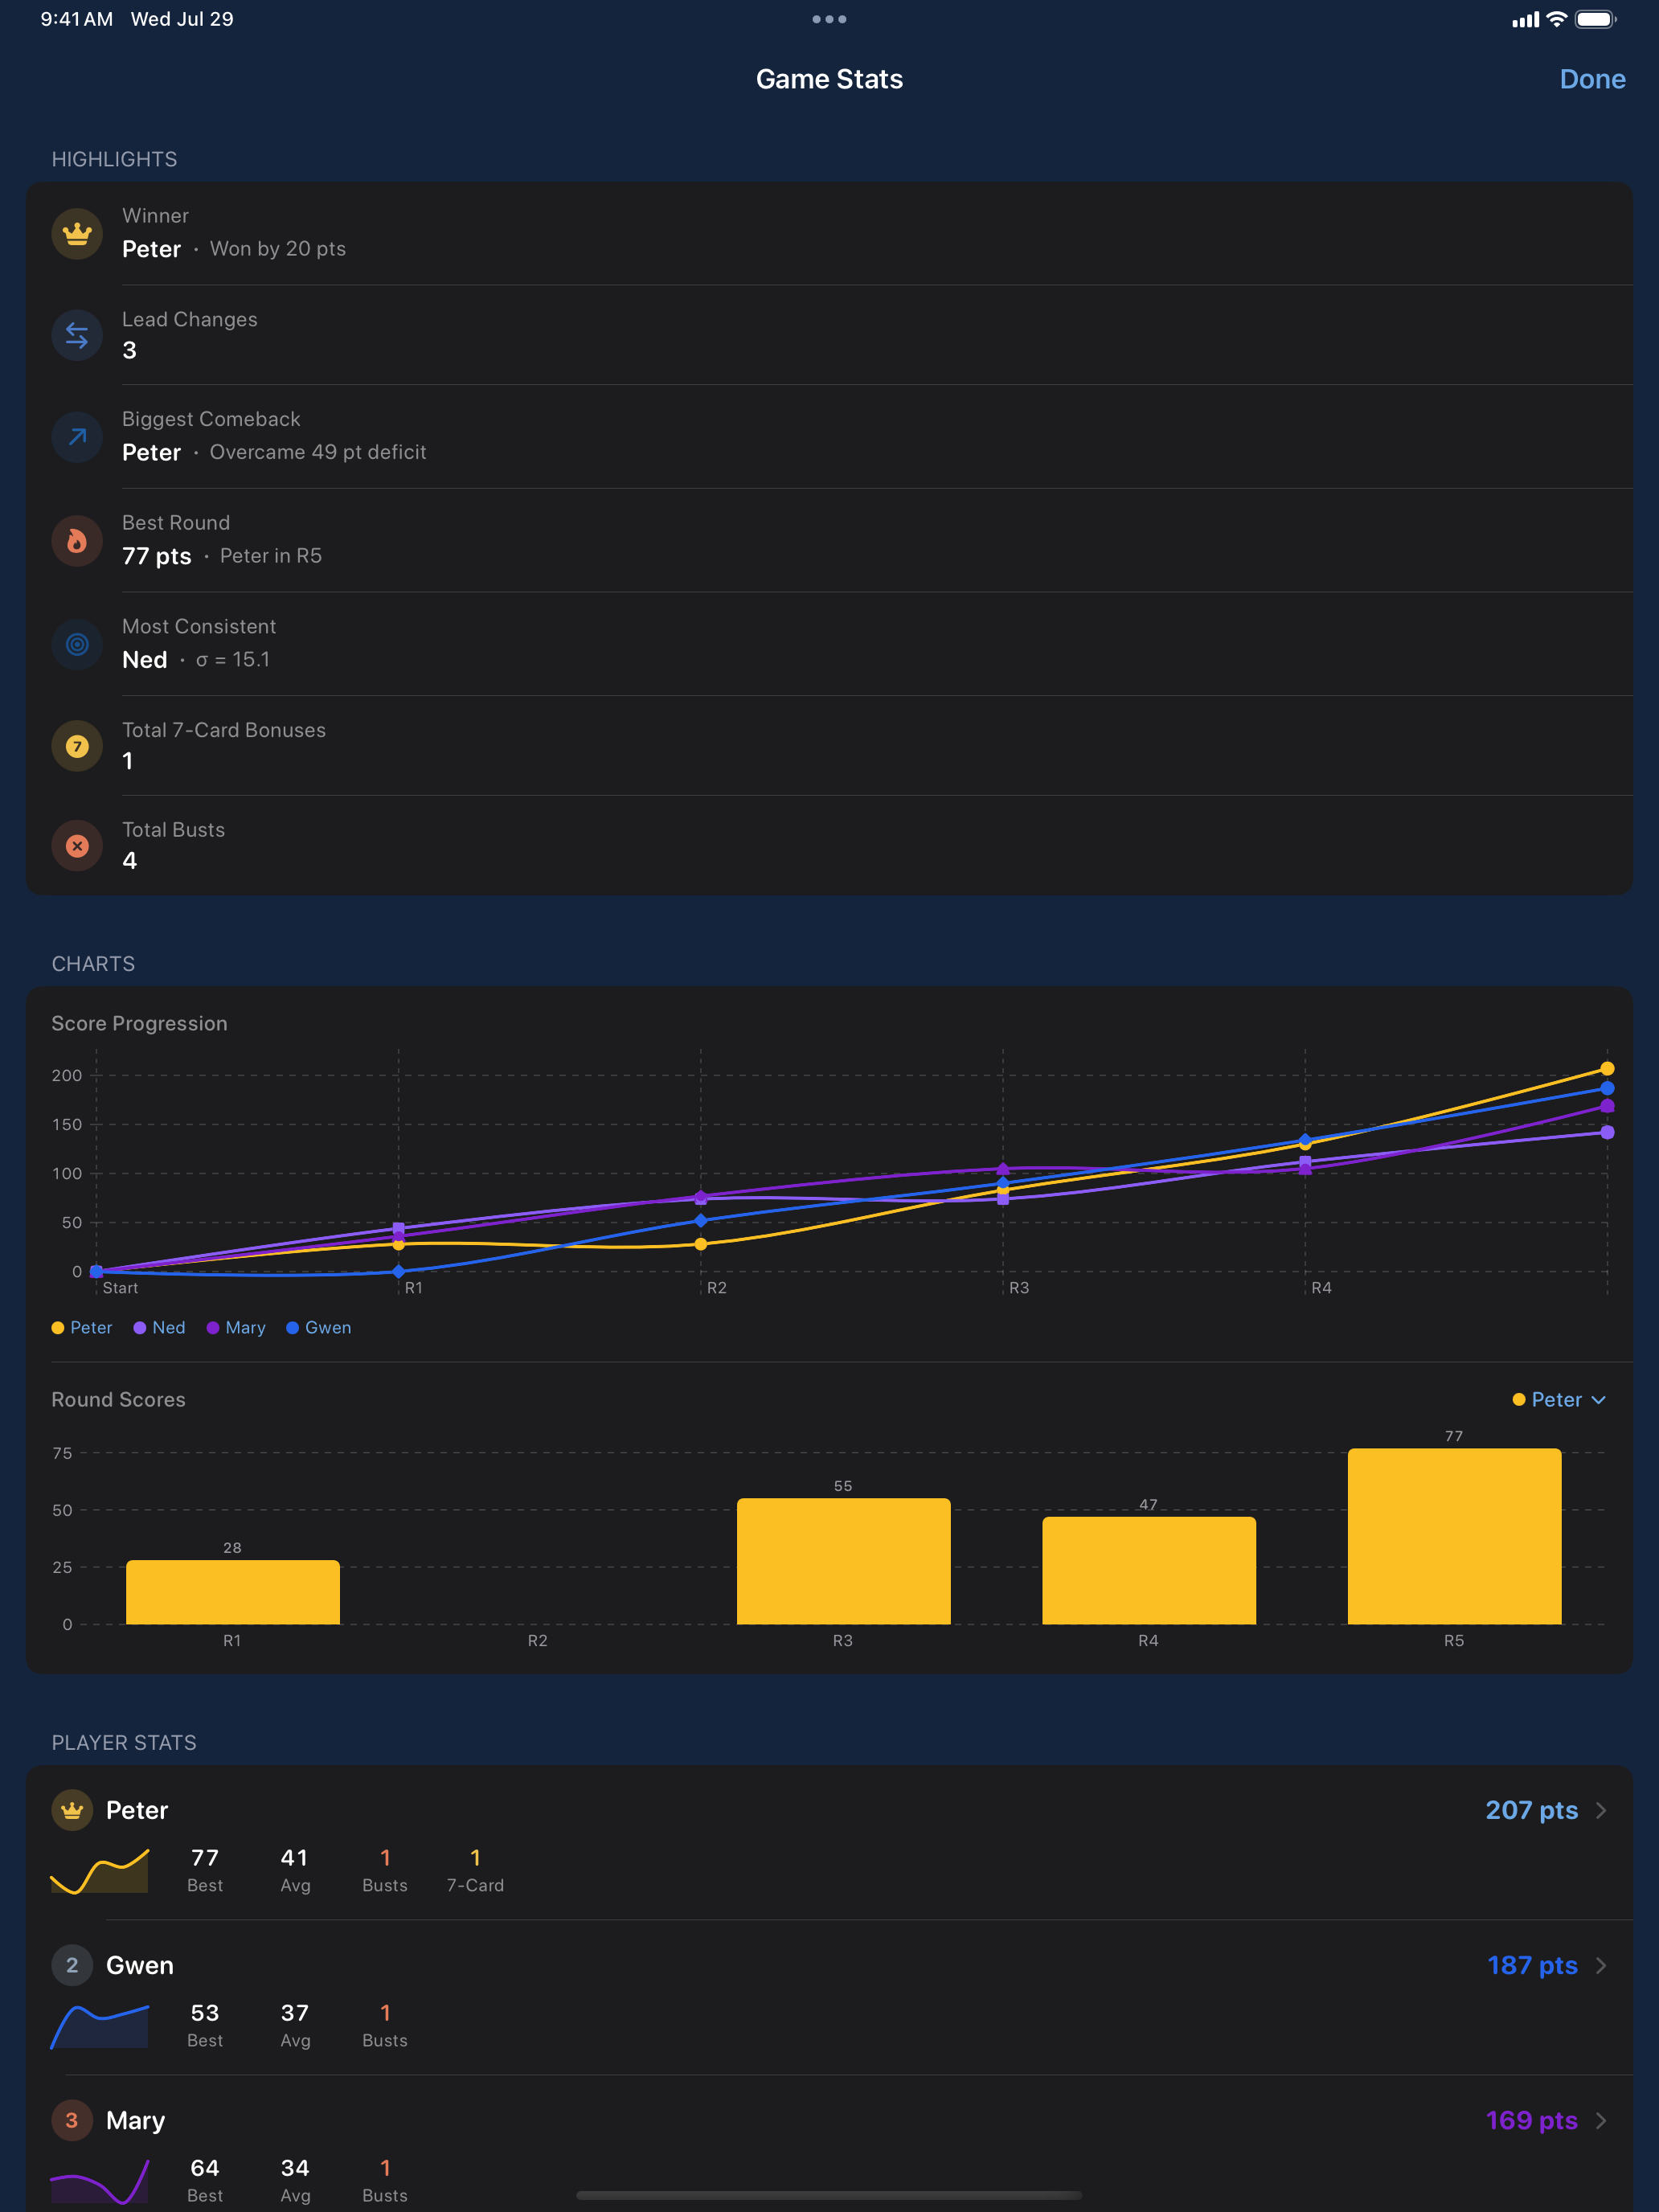 9:41 AM Wed Jul 29
Game Stats
Done
HIGHLIGHTS
Winner
Peter · Won by 20 pts
Lead Changes
3
Biggest Comeback
Peter · Overcame 49 pt deficit
Best Round
77 pts · Peter in R5
Most Consistent
Ned · σ = 15.1
7
Total 7-Card Bonuses
1
Total Busts
4
CHARTS
Score Progression
200
150
100
50
0
Start R1 R2 R3 R4
Peter Ned Mary Gwen
Round Scores
Peter
75
50
25
0
28
55
47
77
R1 R2 R3 R4 R5
PLAYER STATS
Peter
207 pts
77 41 1 1
Best Avg Busts 7-Card
2 Gwen
187 pts
53 37 1
Best Avg Busts
3 Mary
169 pts
64 34 1
Best Avg Busts